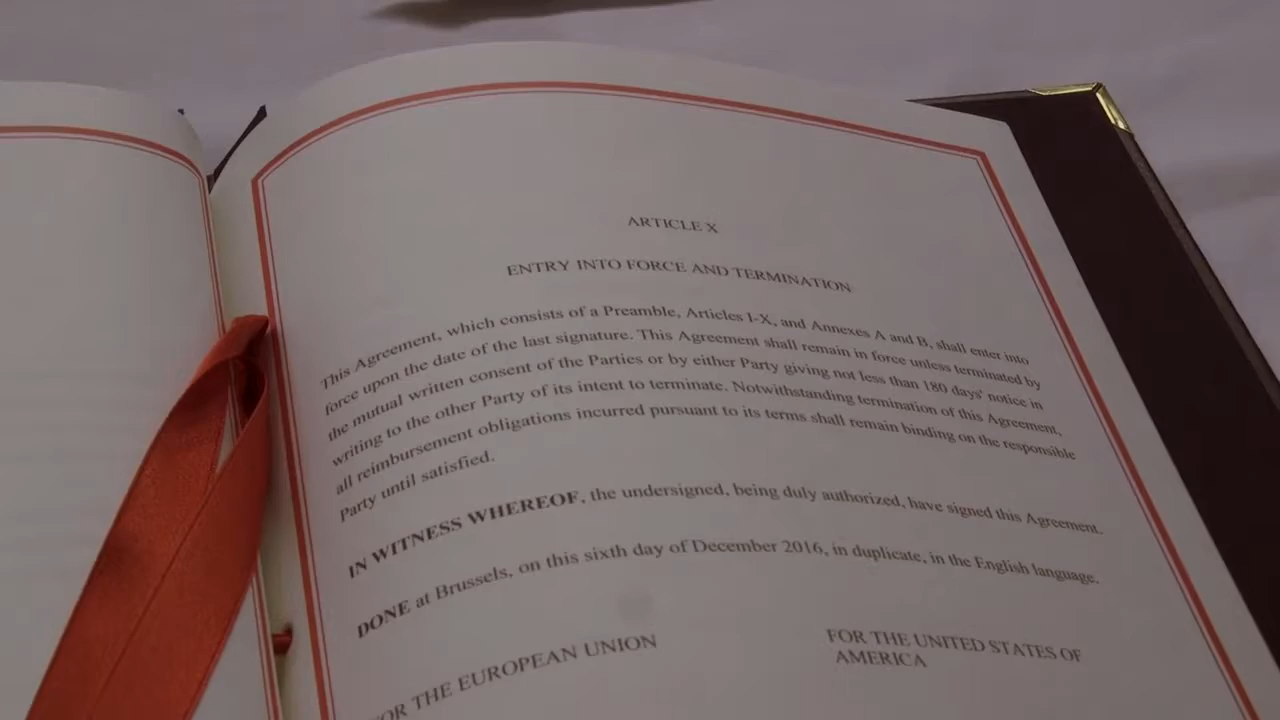 ARTICLE X
ENTRY INTO FORCE AND TERMINATION
This Agreement, which consists of a Preamble, Articles I-X, and Annexes A and B, shall enter into
force upon the date of the last signature. This Agreement shall remain in force unless terminated by
the mutual written consent of the Parties or by either Party giving not less than 180 days' notice in
writing to the other Party of its intent to terminate. Notwithstanding termination of this Agreement,
all reimbursement obligations incurred pursuant to its terms shall remain binding on the responsible
Party until satisfied.
IN WITNESS WHEREOF, the undersigned, being duly authorized, have signed this Agreement.
DONE at Brussels, on this sixth day of December 2016, in duplicate, in the English language.
FOR THE EUROPEAN UNION
FOR THE UNITED STATES OF
AMERICA